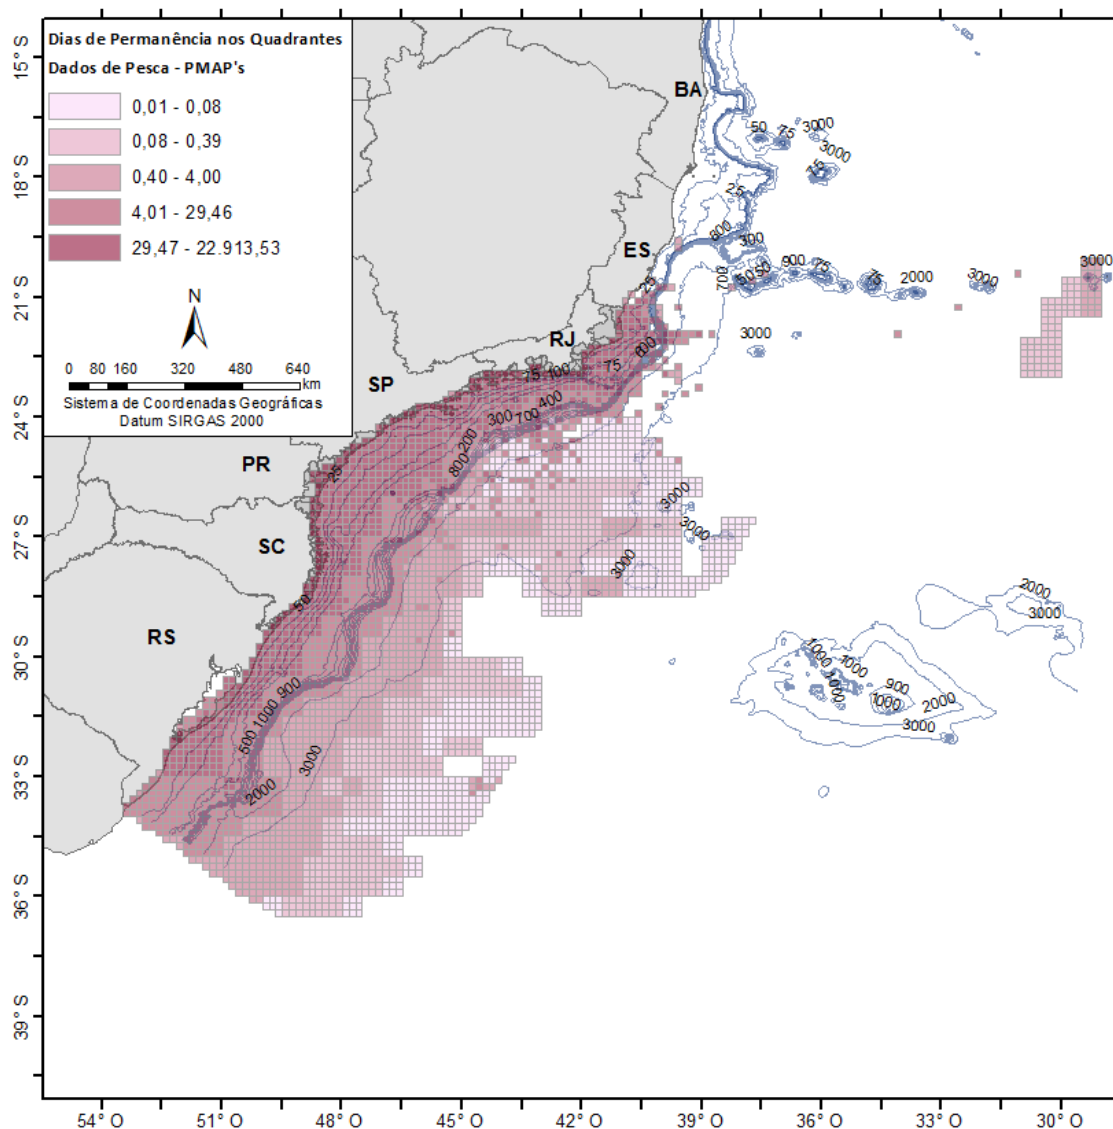 Dias de Permanência nos Quadrantes
Dados de Pesca - PMAP's
0,01 - 0,08
0,08 - 0,39
0,40 - 4,00
4,01 - 29,46
29,47 - 22.913,53
N
0 80 160 320 480 640
km
Sistema de Coordenadas Geográficas
Datum SIRGAS 2000
BA
ES
RJ
SP
PR
SC
RS
50 75 3000
3000
75
25
800
300
700
50 50 900 75 75 2000 3000 3000
25
3000
600
75
75 100
400
700
300
200
800
25
3000
3000
3000
50
2000
3000
1000
1000
1000
900
1000
2000
3000
900
1000
500
3000
2000
15° S
18° S
21° S
24° S
27° S
30° S
33° S
36° S
39° S
54° O 51° O 48° O 45° O 42° O 39° O 36° O 33° O 30° O